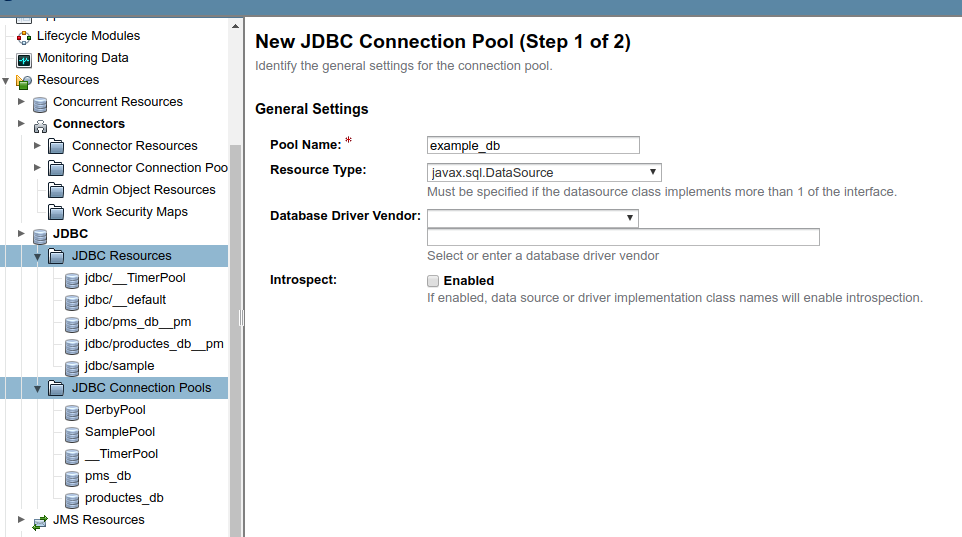 Lifecycle Modules
Monitoring Data
Resources
Concurrent Resources
Connectors
Connector Resources
Connector Connection Poo
Admin Object Resources
Work Security Maps
JDBC
JDBC Resources
jdbc/__TimerPool
jdbc/__default
jdbc/pms_db__pm
jdbc/productes_db__pm
jdbc/sample
JDBC Connection Pools
DerbyPool
SamplePool
__TimerPool
pms_db
productes_db
JMS Resources
New JDBC Connection Pool (Step 1 of 2)
Identify the general settings for the connection pool.
General Settings
Pool Name: * example_db
Resource Type: javax.sql.DataSource
Must be specified if the datasource class implements more than 1 of the interface.
Database Driver Vendor:
Select or enter a database driver vendor
Introspect: Enabled
If enabled, data source or driver implementation class names will enable introspection.